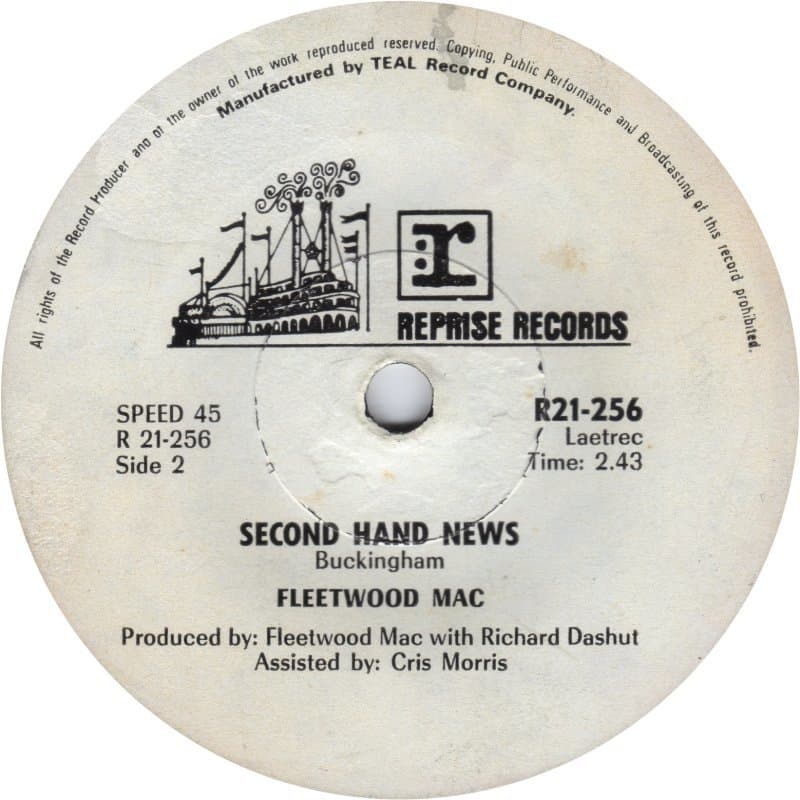 All rights of the Record Producer and of the owner of the work reproduced reserved. Copying, Public Performance and Broadcasting of this record prohibited.
Manufactured by TEAL Record Company.
r
REPRISE RECORDS
SPEED 45
R 21-256
Side 2
R21-256
Laetrec
Time: 2.43
SECOND HAND NEWS
Buckingham
FLEETWOOD MAC
Produced by: Fleetwood Mac with Richard Dashut
Assisted by: Cris Morris